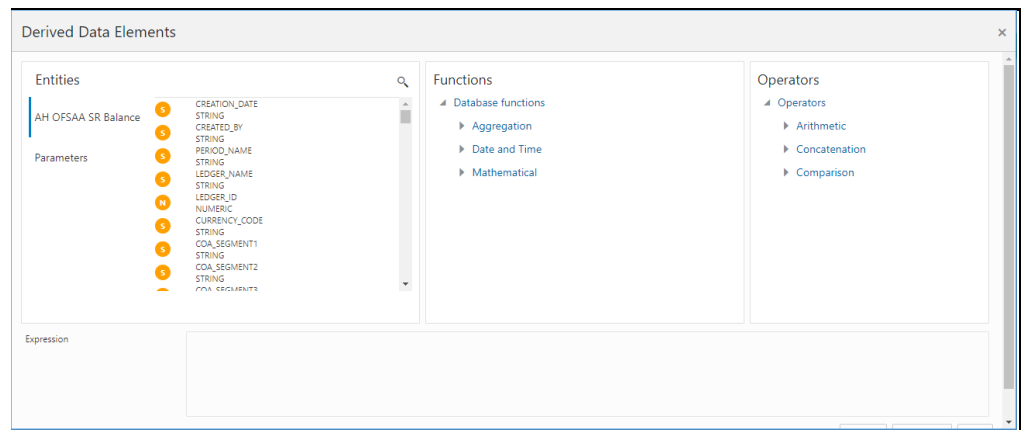 Derived Data Elements
×
Entities
AH OFSAA SR Balance
Parameters
S
CREATION_DATE
STRING
S
CREATED_BY
STRING
S
PERIOD_NAME
STRING
S
LEDGER_NAME
STRING
N
LEDGER_ID
NUMERIC
S
CURRENCY_CODE
STRING
S
COA_SEGMENT1
STRING
S
COA_SEGMENT2
STRING
COA_SEGMENT3
Functions
Database functions
Aggregation
Date and Time
Mathematical
Operators
Operators
Arithmetic
Concatenation
Comparison
Expression